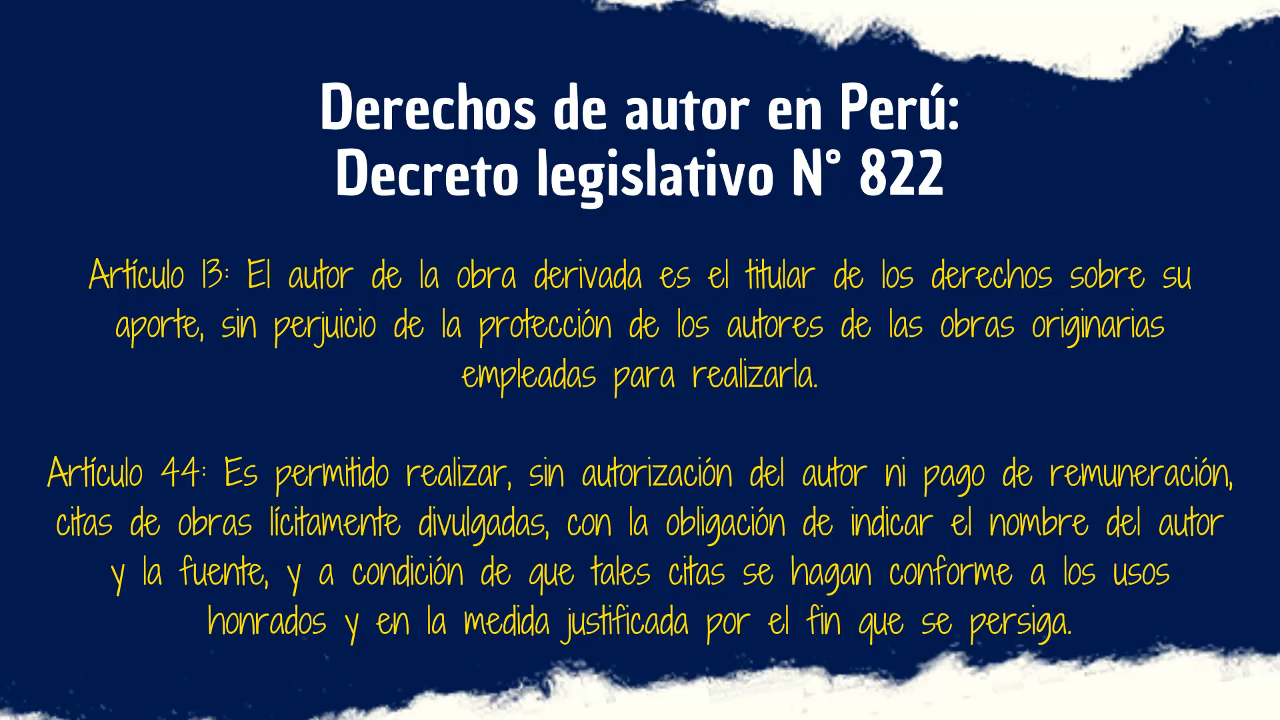 Derechos de autor en Perú:
Decreto legislativo N° 822
Artículo 13: El autor de la obra derivada es el titular de los derechos sobre su
aporte, sin perjuicio de la protección de los autores de las obras originarias
empleadas para realizarla.
Artículo 44: Es permitido realizar, sin autorización del autor ni pago de remuneración,
citas de obras lícitamente divulgadas, con la obligación de indicar el nombre del autor
y la fuente, y a condición de que tales citas se hagan conforme a los usos
honrados y en la medida justificada por el fin que se persiga.